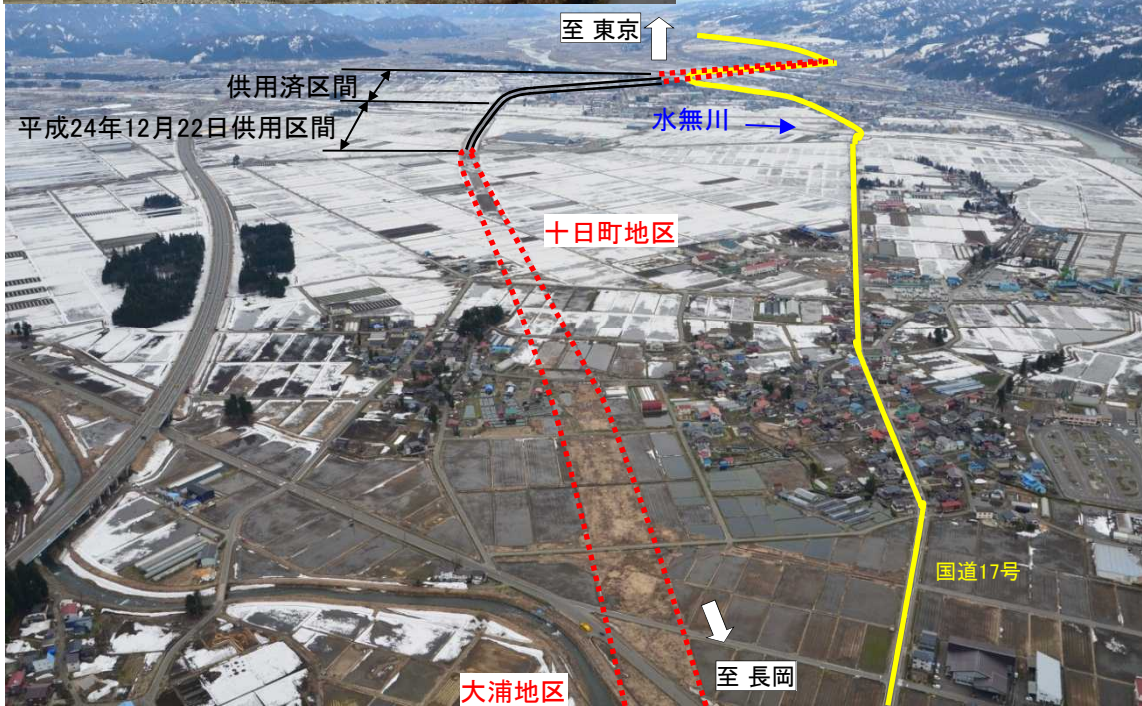 至 東京
供用済区間
平成24年12月22日供用区間
水無川
十日町地区
国道17号
至 長岡
大浦地区